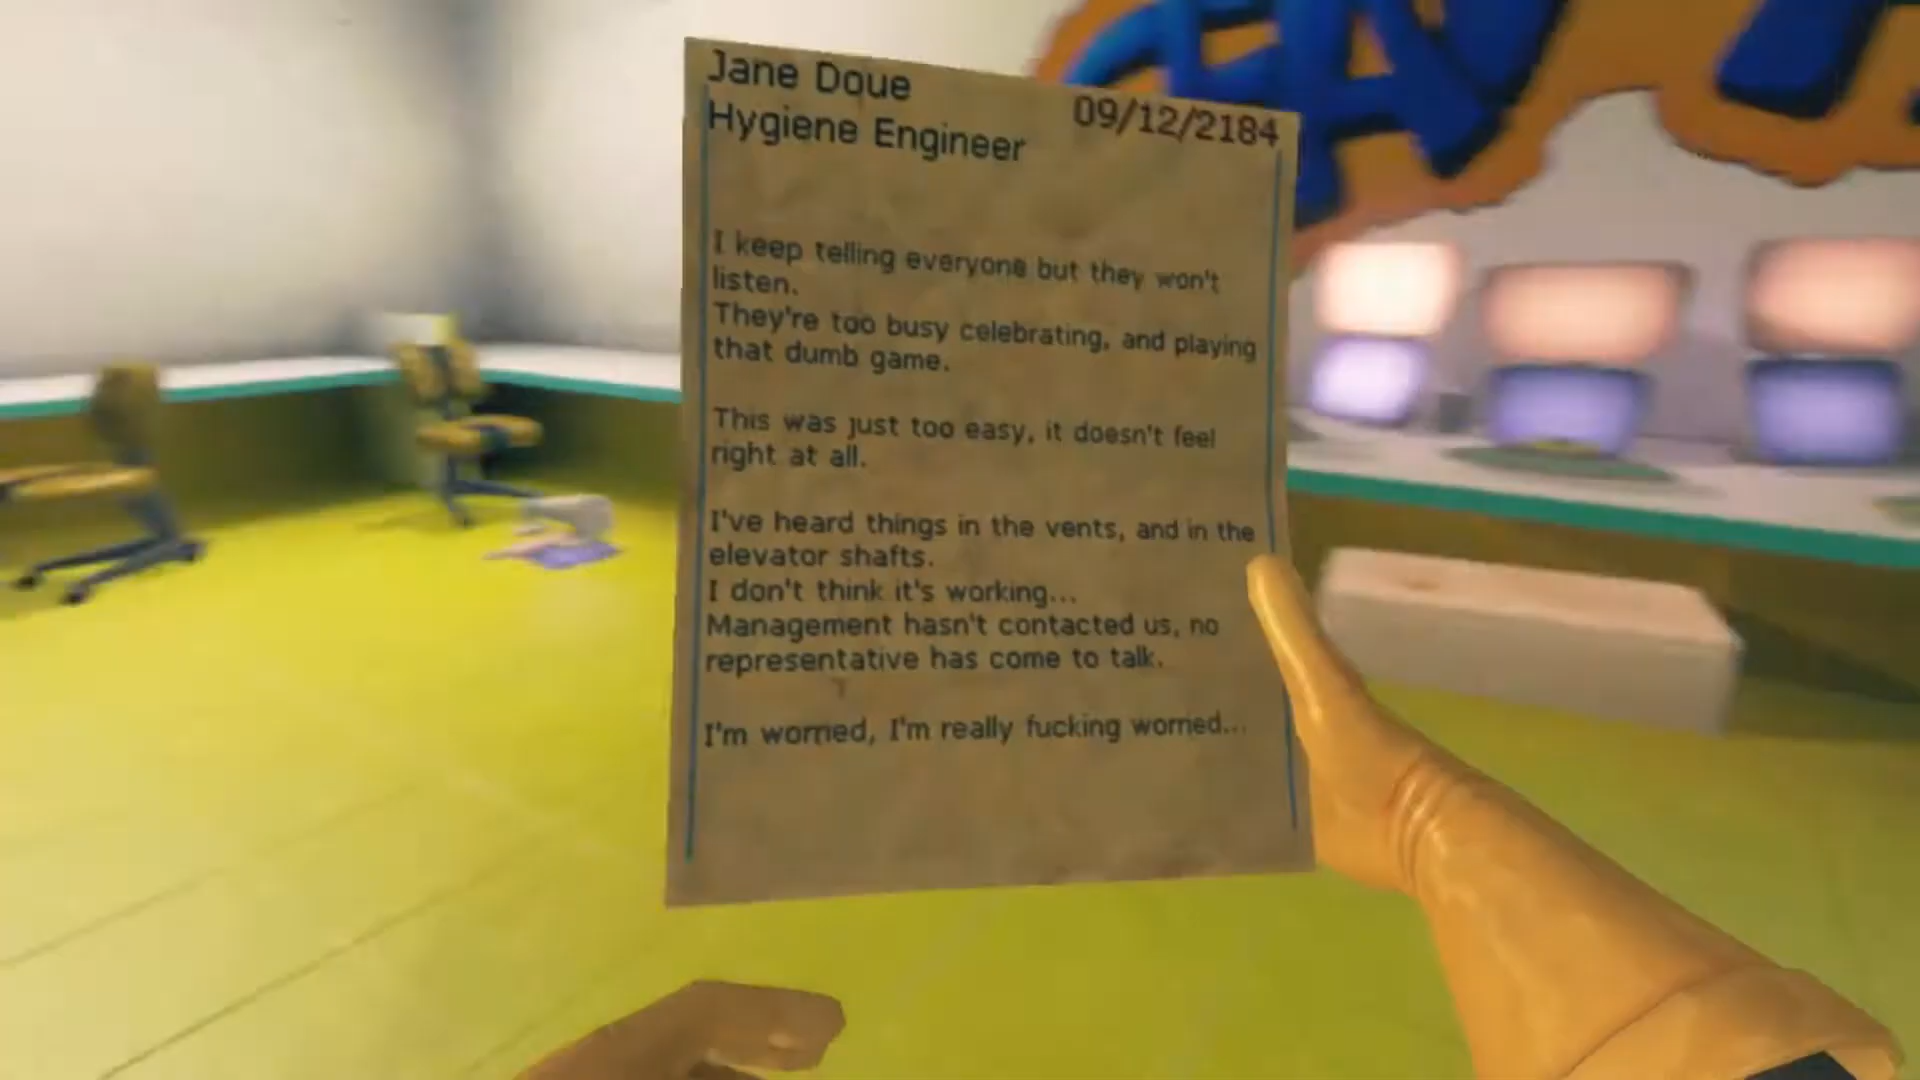 Jane Doue
Hygiene Engineer
09/12/2184
I keep telling everyone but they won't
listen.
They're too busy celebrating, and playing
that dumb game.
This was just too easy, it doesn't feel
right at all.
I've heard things in the vents, and in the
elevator shafts.
I don't think it's working...
Management hasn't contacted us, no
representative has come to talk.
I'm worried, I'm really fucking worried...